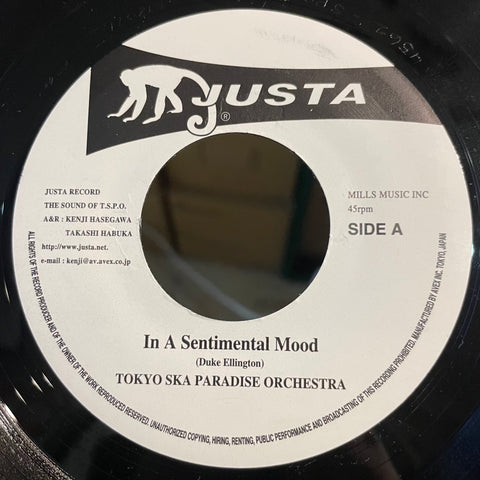 JUSTA
®
JUSTA RECORD
THE SOUND OF T.S.P.O.
A&R : KENJI HASEGAWA
TAKASHI HABUKA
http://www.justa.net.
e-mail : kenji@av.avex.co.jp
MILLS MUSIC INC
45rpm
SIDE A
In A Sentimental Mood
(Duke Ellington)
TOKYO SKA PARADISE ORCHESTRA
ALL RIGHTS OF THE RECORD PRODUCER AND OF THE OWNER OF THE WORK REPRODUCED RESERVED. UNAUTHORIZED COPYING, HIRING, RENTING, PUBLIC PERFORMANCE AND BROADCASTING OF THIS RECORDING PROHIBITED. MANUFACTURED BY AVEX INC. TOKYO, JAPAN